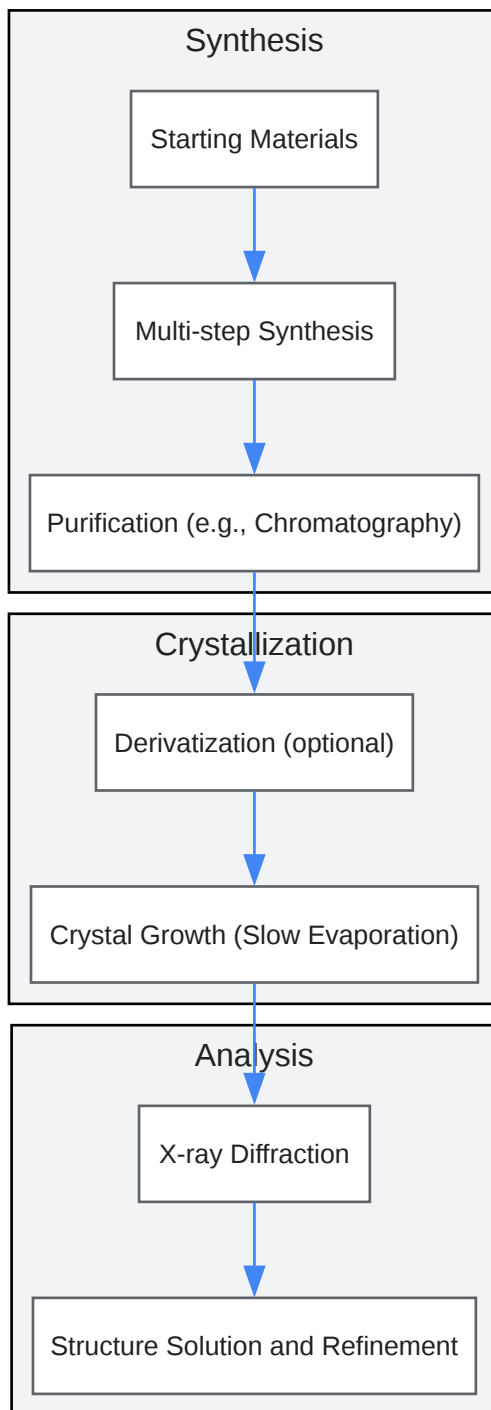 Synthesis
Starting Materials
Multi-step Synthesis
Purification (e.g., Chromatography)
Crystallization
Derivatization (optional)
Crystal Growth (Slow Evaporation)
Analysis
X-ray Diffraction
Structure Solution and Refinement